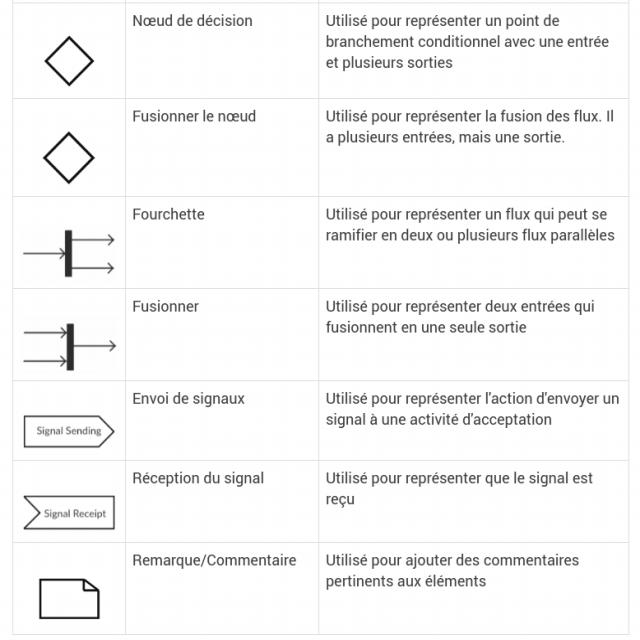 Nœud de décision
Utilisé pour représenter un point de
branchement conditionnel avec une entrée
et plusieurs sorties
Fusionner le nœud
Utilisé pour représenter la fusion des flux. Il
a plusieurs entrées, mais une sortie.
Fourchette
Utilisé pour représenter un flux qui peut se
ramifier en deux ou plusieurs flux parallèles
Fusionner
Utilisé pour représenter deux entrées qui
fusionnent en une seule sortie
Signal Sending
Envoi de signaux
Utilisé pour représenter l'action d'envoyer un
signal à une activité d'acceptation
Signal Receipt
Réception du signal
Utilisé pour représenter que le signal est
reçu
Remarque/Commentaire
Utilisé pour ajouter des commentaires
pertinents aux éléments